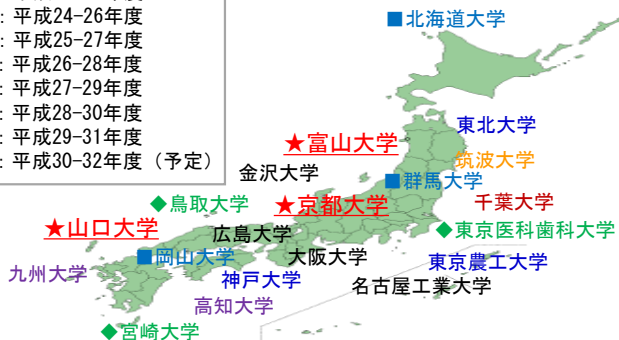 ：平成24-26年度
：平成25-27年度
：平成26-28年度
：平成27-29年度
：平成28-30年度
：平成29-31年度
：平成30-32年度（予定）
■北海道大学
東北大学
★富山大学
筑波大学
金沢大学
■群馬大学
千葉大学
◆鳥取大学
★京都大学
★山口大学
広島大学
◆東京医科歯科大学
■岡山大学
大阪大学
東京農工大学
九州大学
神戸大学
名古屋工業大学
高知大学
◆宮崎大学